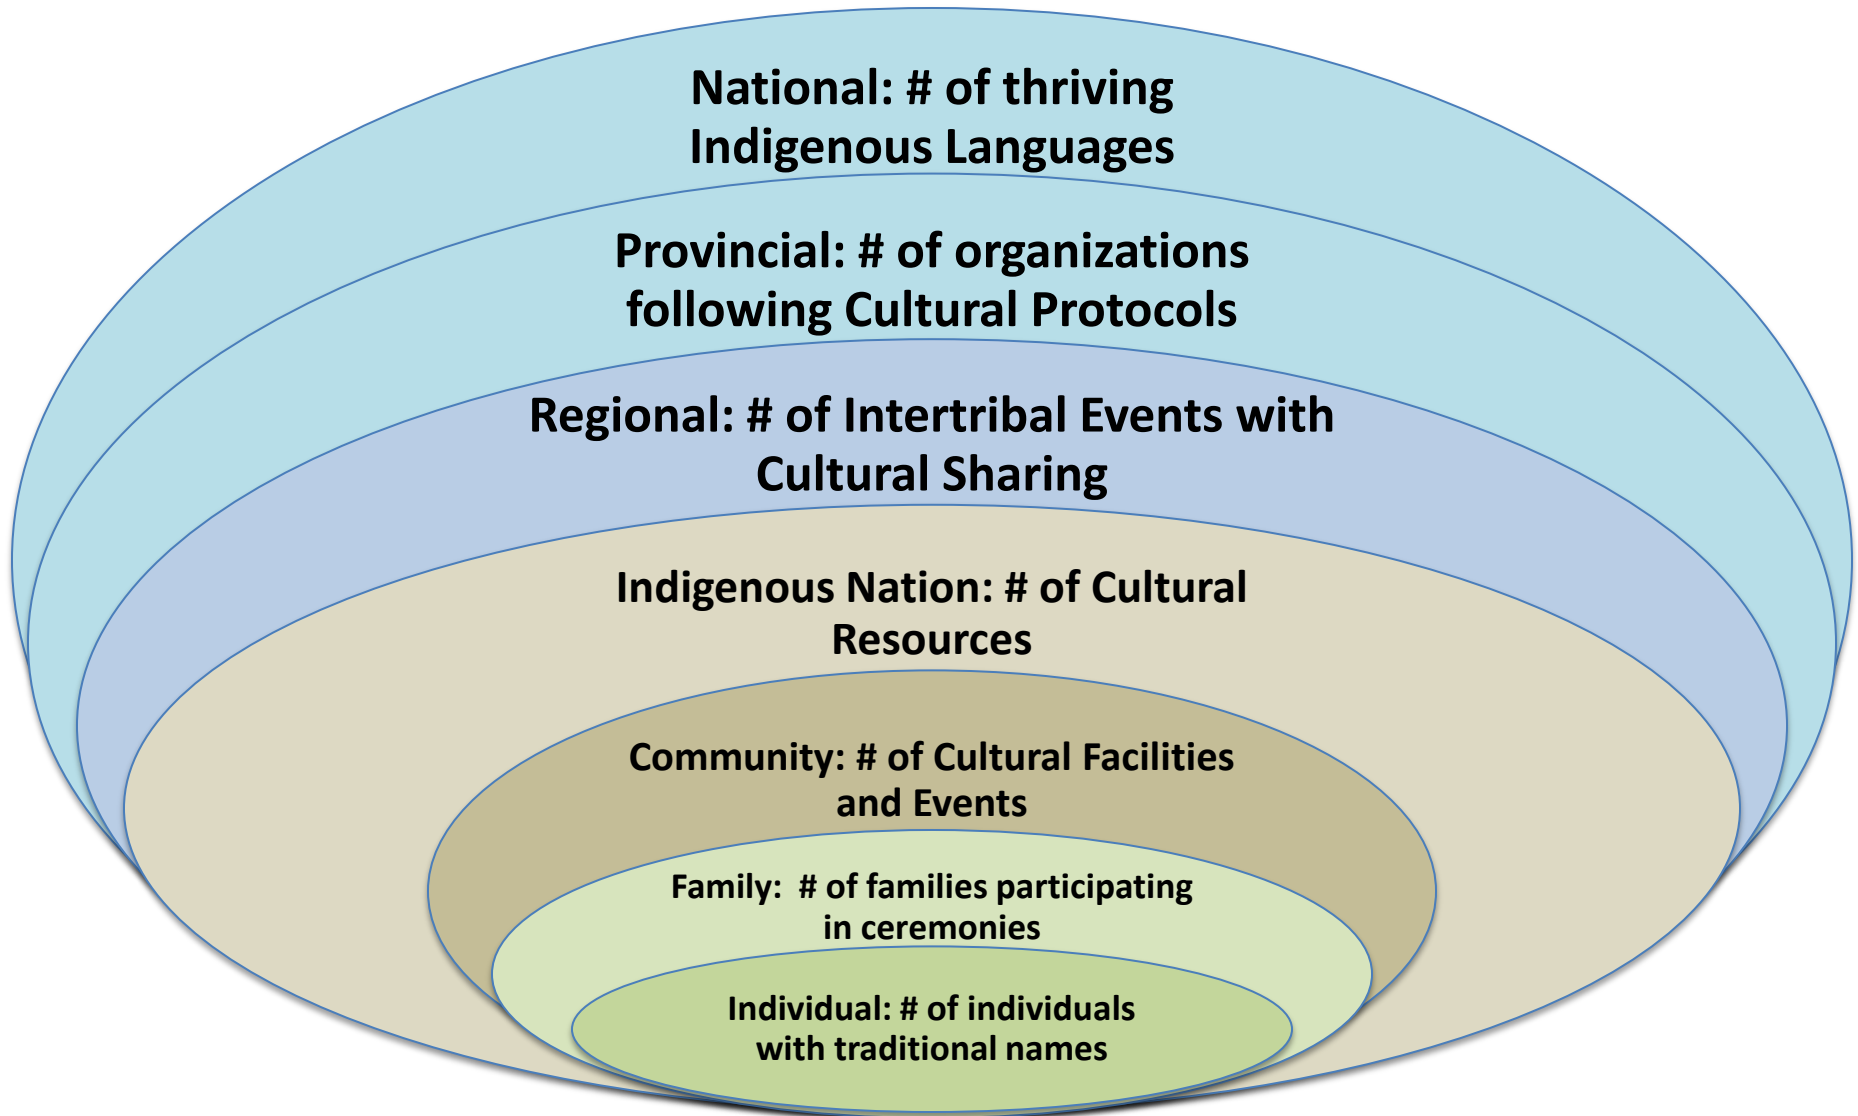 National: # of thriving
Indigenous Languages
Provincial: # of organizations
following Cultural Protocols
Regional: # of Intertribal Events with
Cultural Sharing
Indigenous Nation: # of Cultural
Resources
Community: # of Cultural Facilities
and Events
Family:  # of families participating
in ceremonies
Individual: # of individuals
with traditional names